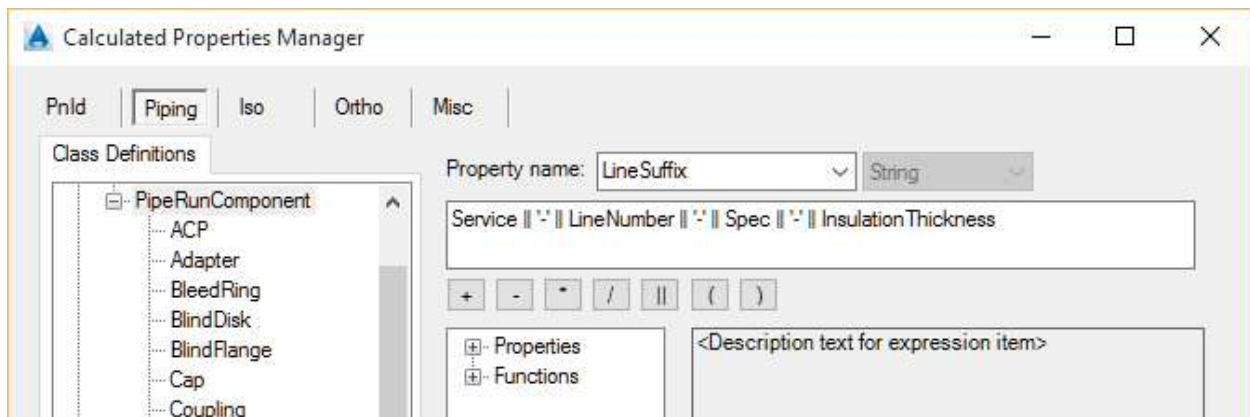 Calculated Properties Manager
PnId Piping Iso Ortho Misc
Class Definitions
Property name: LineSuffix String
PipeRunComponent
ACP
Adapter
BleedRing
BlindDisk
BlindFlange
Cap
Coupling
Service || '-' || LineNumber || '-' || Spec || '-' || InsulationThickness
+ - * / || ( )
Properties
Functions
<Description text for expression item>